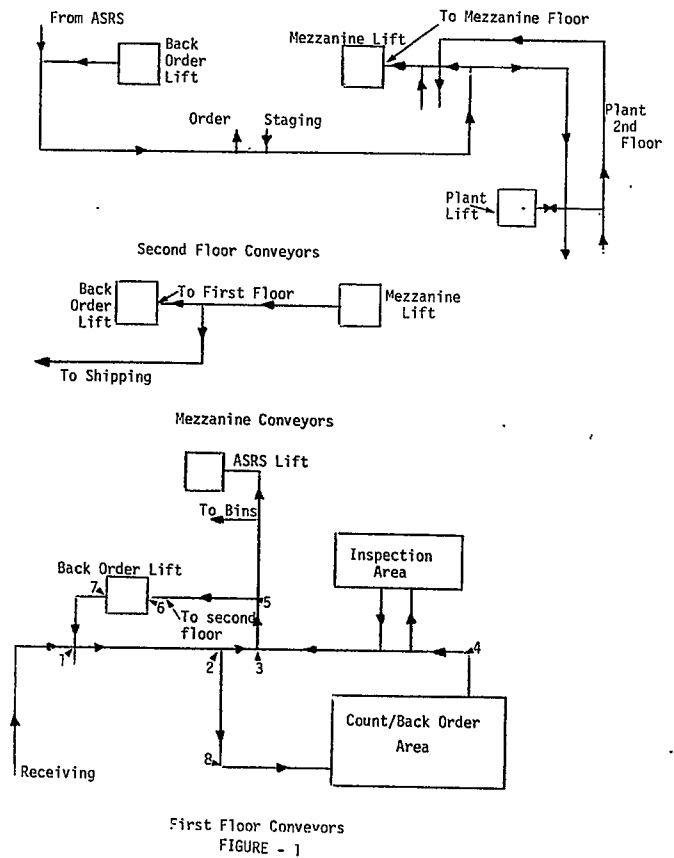 From ASRS
Back
Order
Lift
To Mezzanine Floor
Mezzanine Lift
Order
Staging
Plant
2nd
Floor
Plant
Lift
Second Floor Conveyors
Back
Order
Lift
To First Floor
Mezzanine
Lift
To Shipping
Mezzanine Conveyors
ASRS Lift
To Bins
Inspection
Area
Back Order Lift
7
6
5
To second
floor
1
2
3
4
Count/Back Order
Area
8
Receiving
First Floor Conveyors
FIGURE - 1